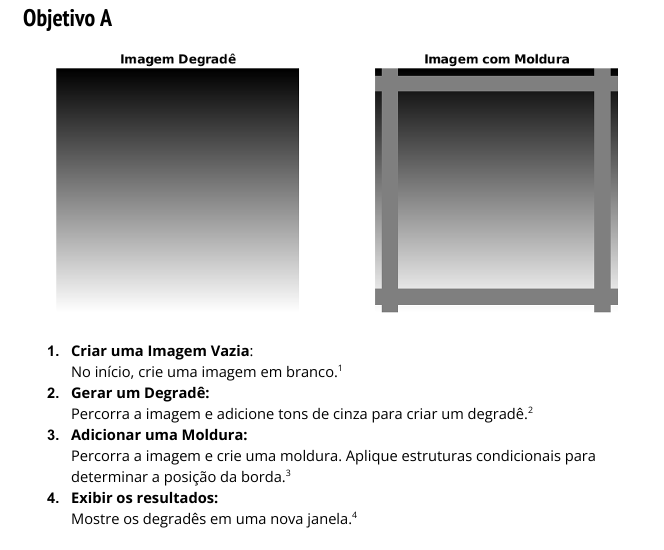 Objetivo A
Imagem Degradê
Imagem com Moldura
1. Criar uma Imagem Vazia:
No início, crie uma imagem em branco.¹
2. Gerar um Degradê:
Percorra a imagem e adicione tons de cinza para criar um degradê.²
3. Adicionar uma Moldura:
Percorra a imagem e crie uma moldura. Aplique estruturas condicionais para
determinar a posição da borda.³
4. Exibir os resultados:
Mostre os degradês em uma nova janela.⁴